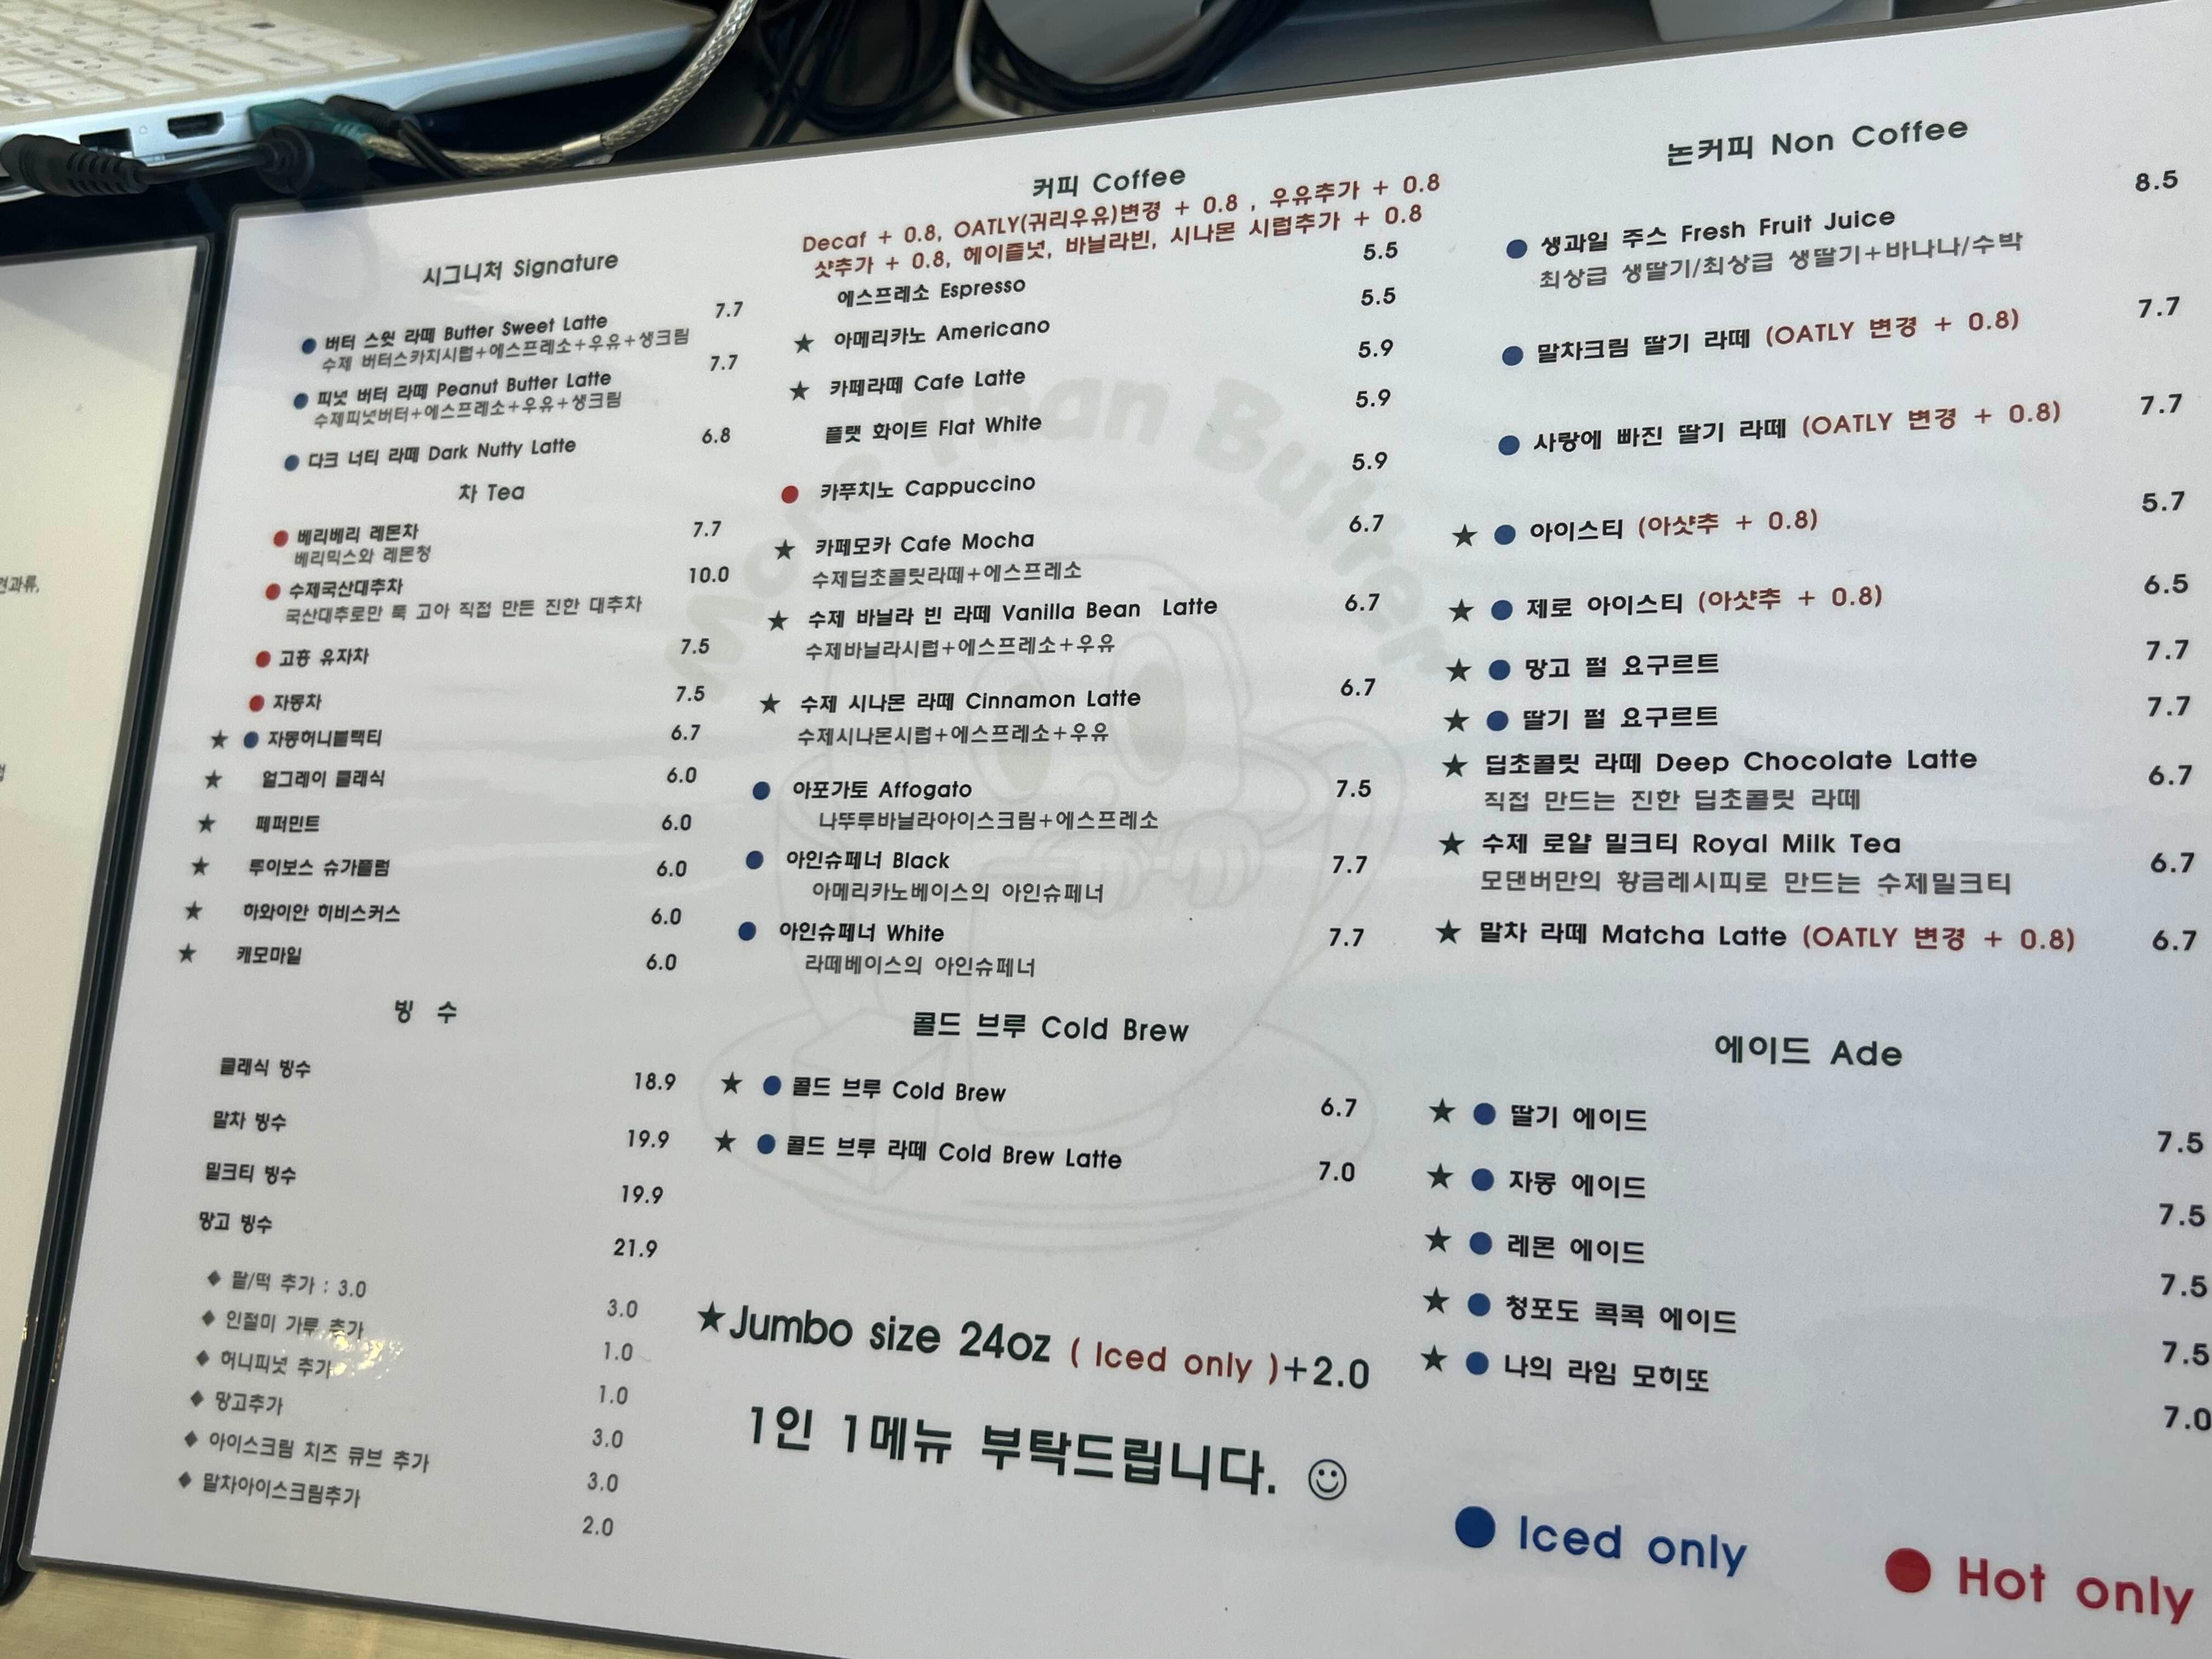 시그니처 Signature
● 버터 스윗 라떼 Butter Sweet Latte 7.7
수제 버터스카치시럽+에스프레소+우유+생크림
● 피넛 버터 라떼 Peanut Butter Latte 7.7
수제피넛버터+에스프레소+우유+생크림
● 다크 너티 라떼 Dark Nutty Latte 6.8
차 Tea
● 베리베리 레몬차 7.7
베리믹스와 레몬청
● 수제국산대추차 10.0
국산대추로만 푹 고아 직접 만든 진한 대추차
● 고흥 유자차 7.5
● 자몽차 7.5
★ ● 자몽허니블랙티 6.7
★ 얼그레이 클래식 6.0
★ 페퍼민트 6.0
★ 루이보스 슈가플럼 6.0
★ 하와이안 히비스커스 6.0
★ 캐모마일 6.0
빙 수
클래식 빙수 18.9
말차 빙수 19.9
밀크티 빙수 19.9
망고 빙수 21.9
◆ 팥/떡 추가 : 3.0 3.0
◆ 인절미 가루 추가 1.0
◆ 허니피넛 추가 1.0
◆ 망고추가 3.0
◆ 아이스크림 치즈 큐브 추가 3.0
◆ 말차아이스크림추가 2.0
커피 Coffee
Decaf + 0.8, OATLY(귀리우유)변경 + 0.8 , 우유추가 + 0.8
샷추가 + 0.8, 헤이즐넛, 바닐라빈, 시나몬 시럽추가 + 0.8
에스프레소 Espresso 5.5
★ 아메리카노 Americano 5.5
★ 카페라떼 Cafe Latte 5.9
플랫 화이트 Flat White 5.9
● 카푸치노 Cappuccino 5.9
★ 카페모카 Cafe Mocha 6.7
수제딥초콜릿라떼+에스프레소
★ 수제 바닐라 빈 라떼 Vanilla Bean Latte 6.7
수제바닐라시럽+에스프레소+우유
★ 수제 시나몬 라떼 Cinnamon Latte 6.7
수제시나몬시럽+에스프레소+우유
● 아포가토 Affogato 7.5
나뚜루바닐라아이스크림+에스프레소
● 아인슈페너 Black 7.7
아메리카노베이스의 아인슈페너
● 아인슈페너 White 7.7
라떼베이스의 아인슈페너
콜드 브루 Cold Brew
★ ● 콜드 브루 Cold Brew 6.7
★ ● 콜드 브루 라떼 Cold Brew Latte 7.0
★Jumbo size 24oz ( Iced only )+2.0
1인 1메뉴 부탁드립니다. ☺
More Than Butter
논커피 Non Coffee
● 생과일 주스 Fresh Fruit Juice 8.5
최상급 생딸기/최상급 생딸기+바나나/수박
● 말차크림 딸기 라떼 (OATLY 변경 + 0.8) 7.7
● 사랑에 빠진 딸기 라떼 (OATLY 변경 + 0.8) 7.7
★ ● 아이스티 (아샷추 + 0.8) 5.7
★ ● 제로 아이스티 (아샷추 + 0.8) 6.5
★ ● 망고 펄 요구르트 7.7
★ ● 딸기 펄 요구르트 7.7
★ 딥초콜릿 라떼 Deep Chocolate Latte 6.7
직접 만드는 진한 딥초콜릿 라떼
★ 수제 로얄 밀크티 Royal Milk Tea 6.7
모댄버만의 황금레시피로 만드는 수제밀크티
★ 말차 라떼 Matcha Latte (OATLY 변경 + 0.8) 6.7
에이드 Ade
★ ● 딸기 에이드 7.5
★ ● 자몽 에이드 7.5
★ ● 레몬 에이드 7.5
★ ● 청포도 콕콕 에이드 7.5
★ ● 나의 라임 모히또 7.0
● Iced only
● Hot only